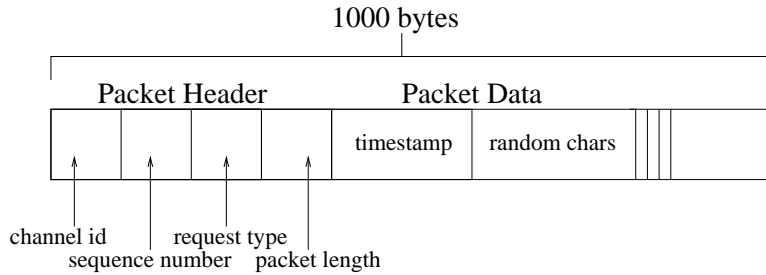 1000 bytes
Packet Header
Packet Data
timestamp
random chars
channel id
request type
sequence number
packet length